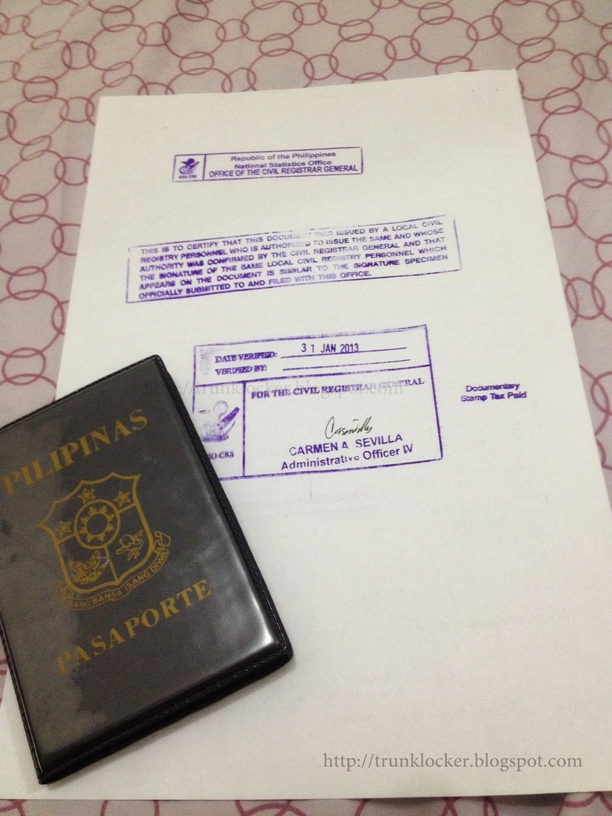 Republic of the Philippines
National Statistics Office
OFFICE OF THE CIVIL REGISTRAR GENERAL
THIS IS TO CERTIFY THAT THIS DOCUMENT WAS ISSUED BY A LOCAL CIVIL
REGISTRY PERSONNEL WHO IS AUTHORIZED TO ISSUE THE SAME AND WHOSE
AUTHORITY WAS CONFIRMED BY THE CIVIL REGISTRAR GENERAL AND THAT
THE SIGNATURE OF THE SAME LOCAL CIVIL REGISTRY PERSONNEL WHICH
APPEARS ON THE DOCUMENT IS SIMILAR TO THE SIGNATURE SPECIMEN
OFFICIALLY SUBMITTED TO AND FILED WITH THIS OFFICE.
DATE VERIFIED: 31 JAN 2013
VERIFIED BY:
FOR THE CIVIL REGISTRAR GENERAL
CARMEN A. SEVILLA
Administrative Officer IV
Documentary
Stamp Tax Paid
PILIPINAS
ISANG BANSA ISANG DIWA
PASAPORTE
http://trunklocker.blogspot.com